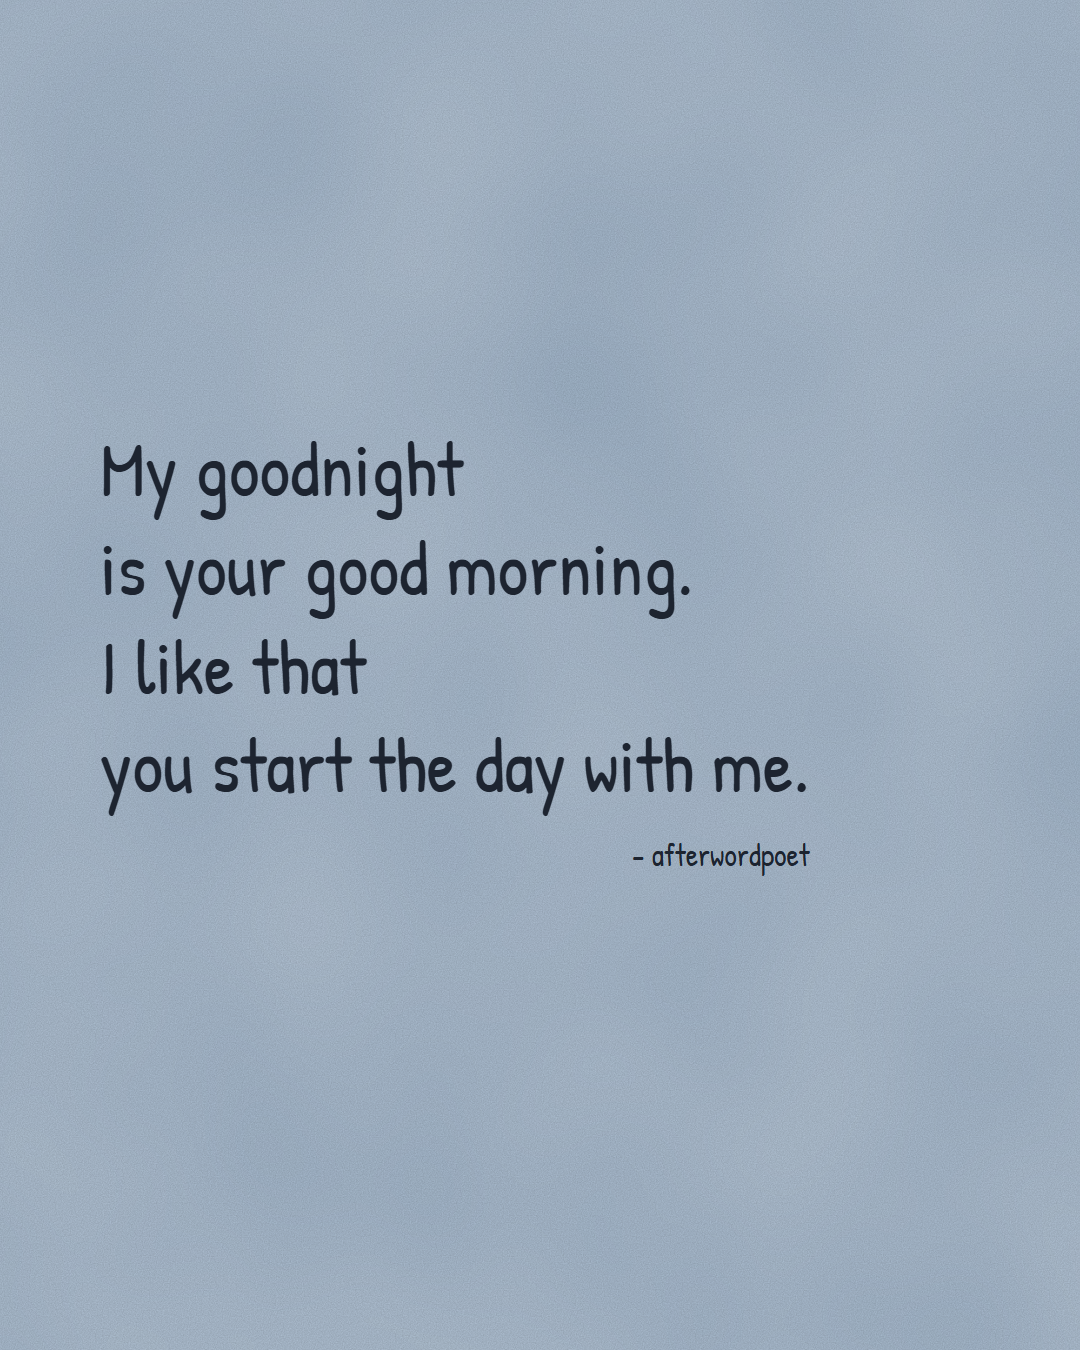 My goodnight
is your good morning.
I like that
you start the day with me.
- afterwordpoet